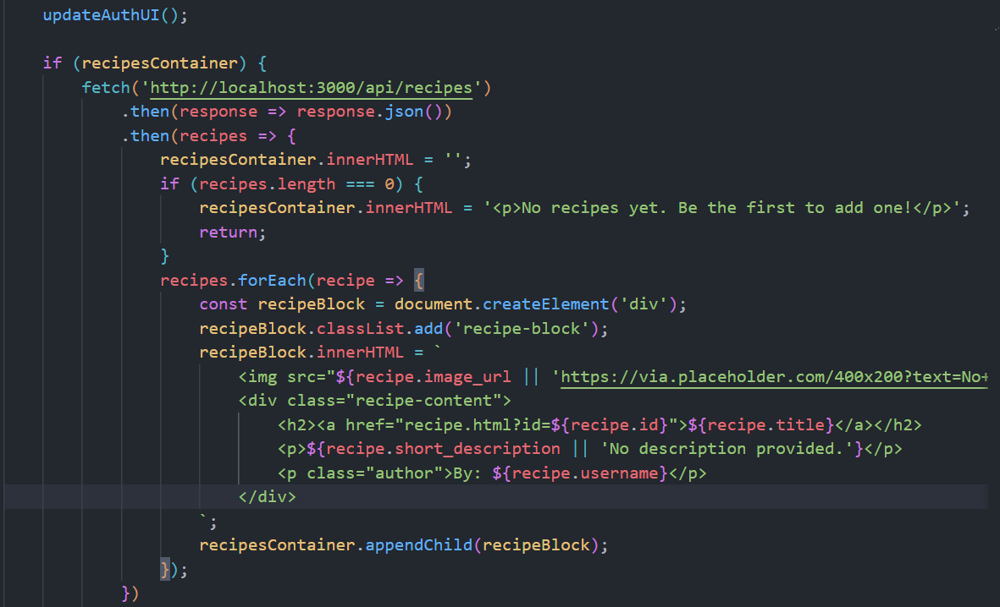 updateAuthUI();
if (recipesContainer) {
fetch('http://localhost:3000/api/recipes')
.then(response => response.json())
.then(recipes => {
recipesContainer.innerHTML = '';
if (recipes.length === 0) {
recipesContainer.innerHTML = '<p>No recipes yet. Be the first to add one!</p>';
return;
}
recipes.forEach(recipe => {
const recipeBlock = document.createElement('div');
recipeBlock.classList.add('recipe-block');
recipeBlock.innerHTML = `
<img src="${recipe.image_url || 'https://via.placeholder.com/400x200?text=No+
<div class="recipe-content">
<h2><a href="recipe.html?id=${recipe.id}">${recipe.title}</a></h2>
<p>${recipe.short_description || 'No description provided.'}</p>
<p class="author">By: ${recipe.username}</p>
</div>
`;
recipesContainer.appendChild(recipeBlock);
});
})